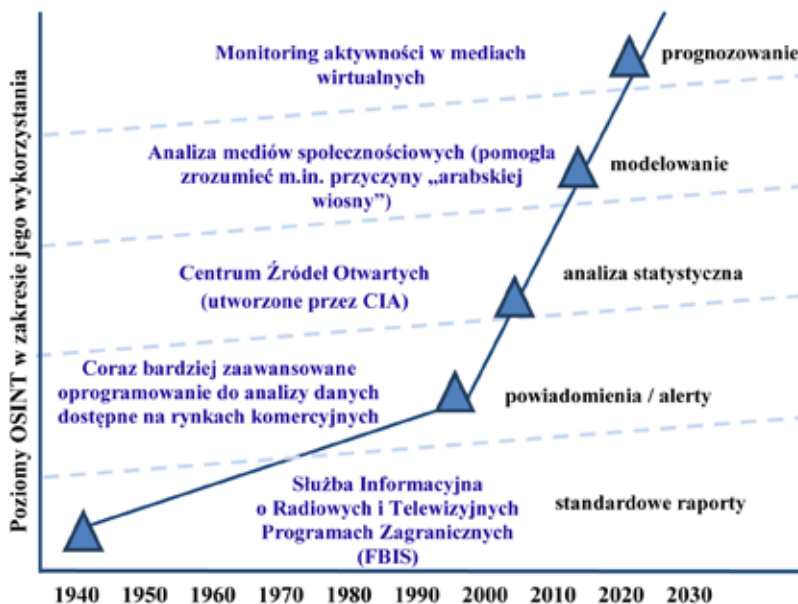 Poziomy OSINT w zakresie jego wykorzystania
Monitoring aktywności w mediach
wirtualnych
prognozowanie
Analiza mediów społecznościowych (pomogła
zrozumieć m.in. przyczyny „arabskiej
wiosny”)
modelowanie
Centrum Źródeł Otwartych
(utworzone przez CIA)
analiza statystyczna
Coraz bardziej zaawansowane
oprogramowanie do analizy danych
dostępne na rynkach komercyjnych
powiadomienia / alerty
Służba Informacyjna
o Radiowych i Telewizyjnych
Programach Zagranicznych
(FBIS)
standardowe raporty
1940 1950 1960 1970 1980 1990 2000 2010 2020 2030